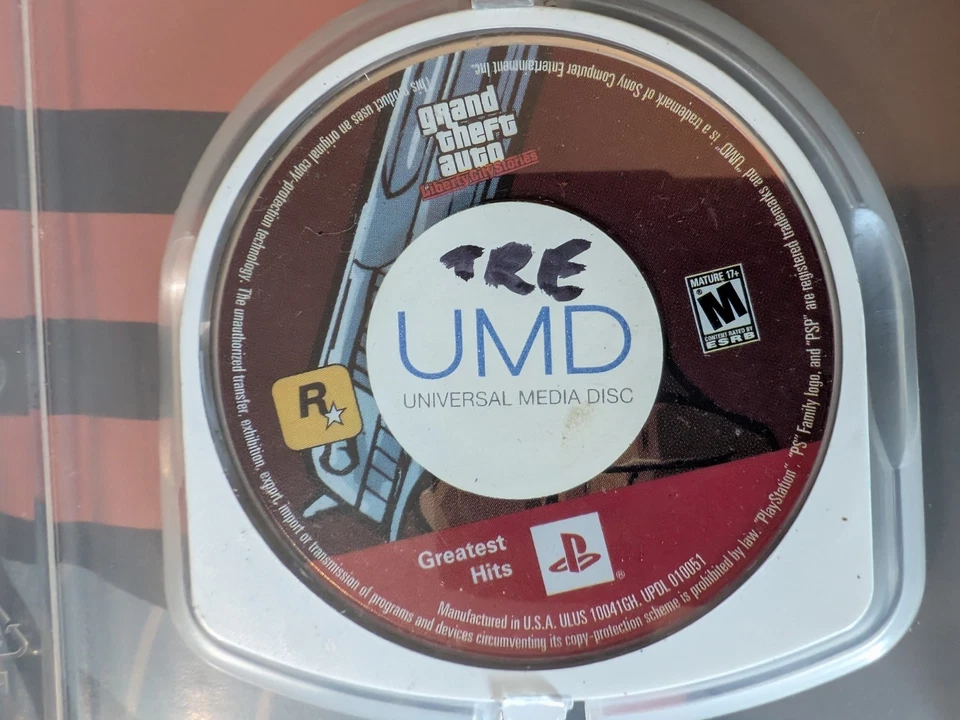 grand
theft
auto
Liberty City Stories
TRE
UMD
UNIVERSAL MEDIA DISC
MATURE 17+
M
CONTENT RATED BY
ESRB
R
Greatest
Hits
®
Manufactured in U.S.A. ULUS 10041GH. UPDL 010051
This product uses an original copy-protection technology. The unauthorized transfer, exhibition, export, import or transmission of programs and devices circumventing its copy-protection scheme is prohibited by law. "PlayStation", "PS" Family logo, and "PSP" are registered trademarks and "UMD" is a trademark of Sony Computer Entertainment Inc.